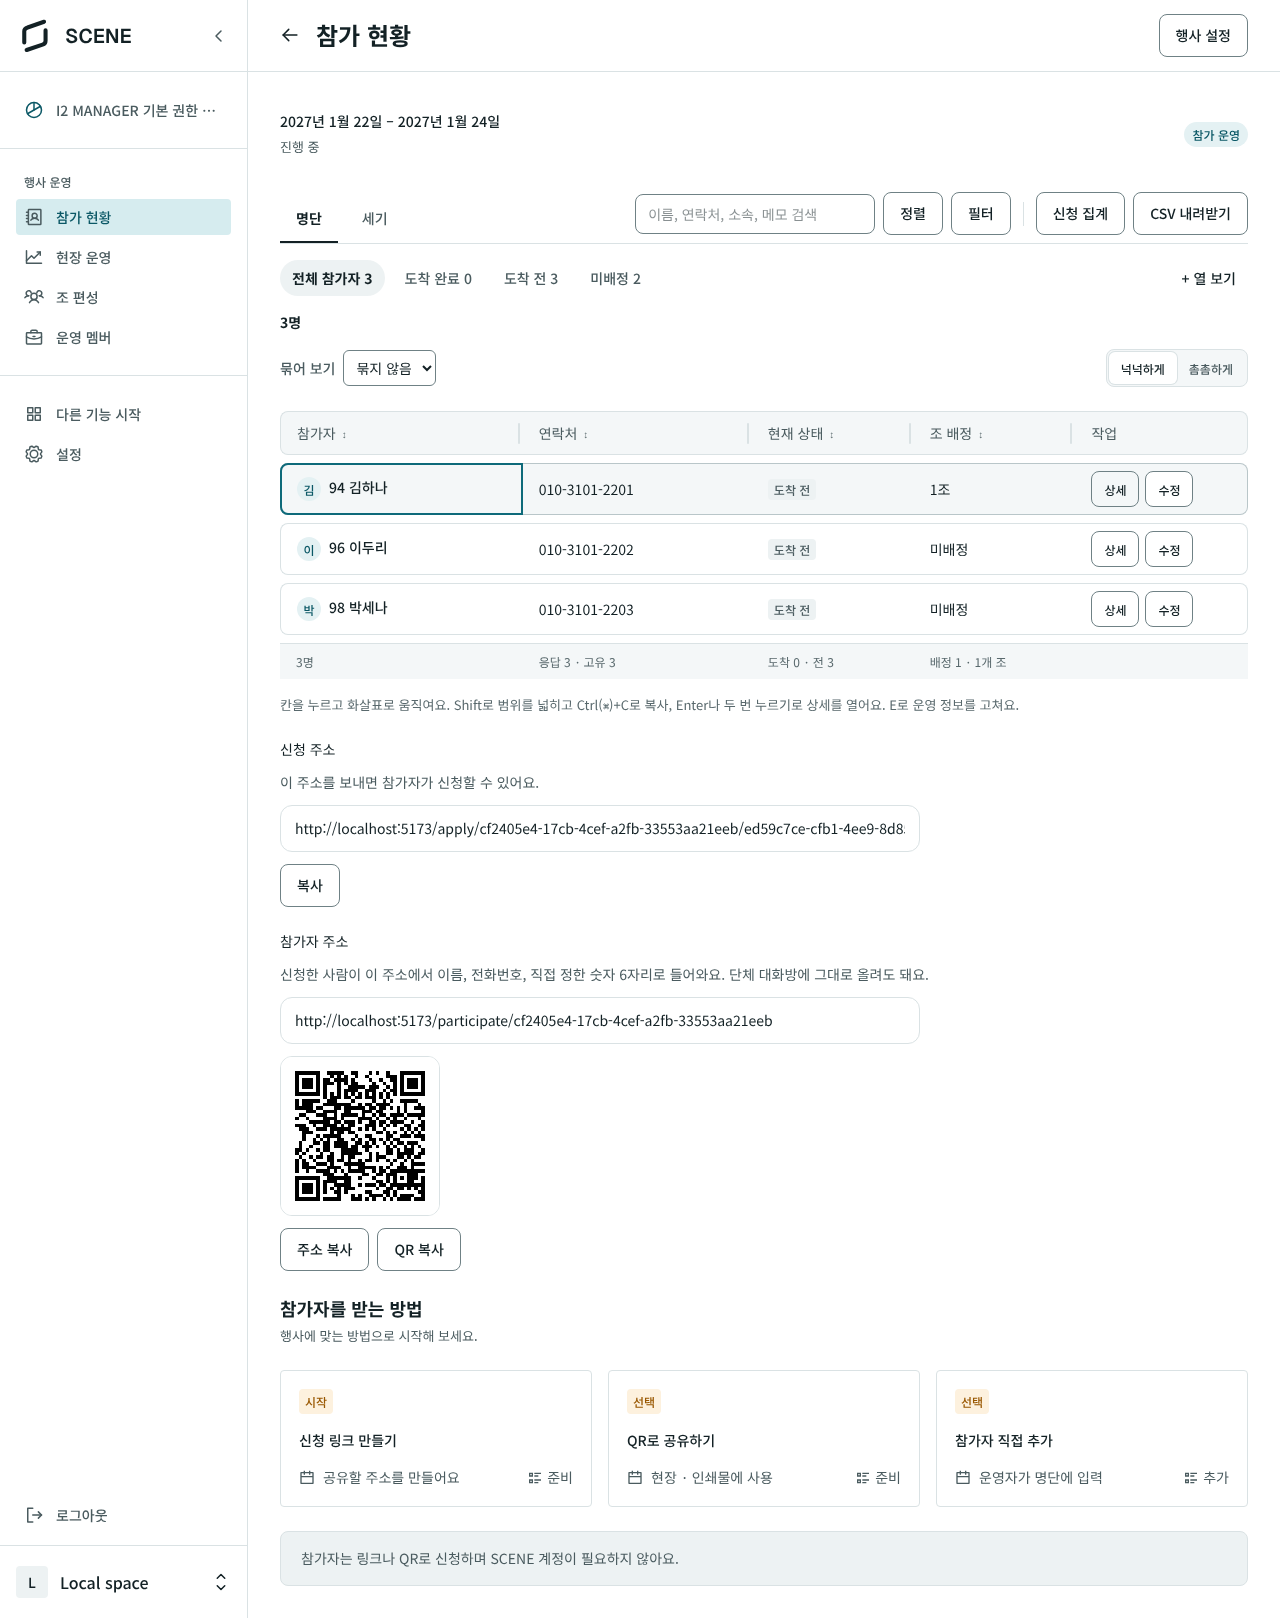 SCENE
참가 현황
행사 설정
I2 MANAGER 기본 권한 ···
행사 운영
참가 현황
현장 운영
조 편성
운영 멤버
다른 기능 시작
설정
로그아웃
L Local space
2027년 1월 22일 – 2027년 1월 24일
진행 중
참가 운영
명단 세기
이름, 연락처, 소속, 메모 검색
정렬 필터 신청 집계 CSV 내려받기
전체 참가자 3 도착 완료 0 도착 전 3 미배정 2
+ 열 보기
3명
묶어 보기 묶지 않음
넉넉하게 촘촘하게
참가자 ↕ 연락처 ↕ 현재 상태 ↕ 조 배정 ↕ 작업
김 94 김하나 010-3101-2201 도착 전 1조 상세 수정
이 96 이두리 010-3101-2202 도착 전 미배정 상세 수정
박 98 박세나 010-3101-2203 도착 전 미배정 상세 수정
3명 응답 3 · 고유 3 도착 0 · 전 3 배정 1 · 1개 조
칸을 누르고 화살표로 움직여요. Shift로 범위를 넓히고 Ctrl(⌘)+C로 복사, Enter나 두 번 누르기로 상세를 열어요. E로 운영 정보를 고쳐요.
신청 주소
이 주소를 보내면 참가자가 신청할 수 있어요.
http://localhost:5173/apply/cf2405e4-17cb-4cef-a2fb-33553aa21eeb/ed59c7ce-cfb1-4ee9-8d8
복사
참가자 주소
신청한 사람이 이 주소에서 이름, 전화번호, 직접 정한 숫자 6자리로 들어와요. 단체 대화방에 그대로 올려도 돼요.
http://localhost:5173/participate/cf2405e4-17cb-4cef-a2fb-33553aa21eeb
주소 복사 QR 복사
참가자를 받는 방법
행사에 맞는 방법으로 시작해 보세요.
시작
신청 링크 만들기
공유할 주소를 만들어요 준비
선택
QR로 공유하기
현장 · 인쇄물에 사용 준비
선택
참가자 직접 추가
운영자가 명단에 입력 추가
참가자는 링크나 QR로 신청하며 SCENE 계정이 필요하지 않아요.